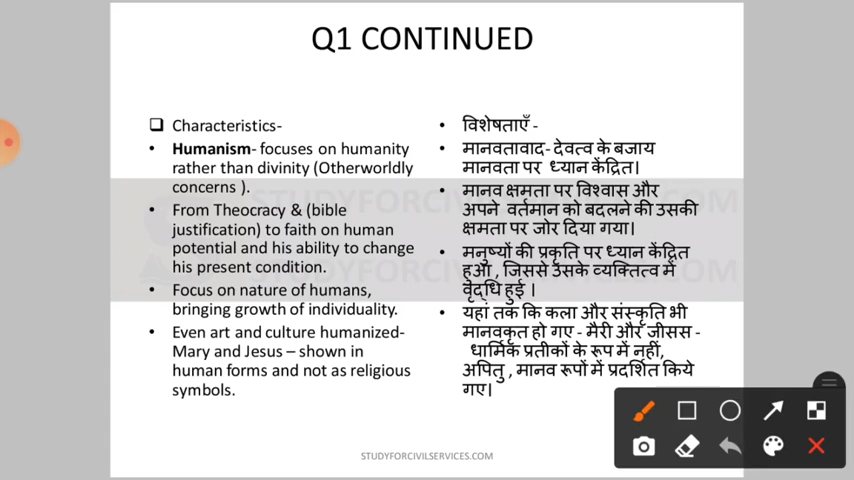 Q1 CONTINUED
Characteristics-
Humanism- focuses on humanity
rather than divinity (Otherworldly
concerns ).
From Theocracy & (bible
justification) to faith on human
potential and his ability to change
his present condition.
Focus on nature of humans,
bringing growth of individuality.
Even art and culture humanized-
Mary and Jesus – shown in
human forms and not as religious
symbols.
विशेषताएँ -
मानवतावाद- देवत्व के बजाय
मानवता पर ध्यान केंद्रित।
मानव क्षमता पर विश्वास और
अपने वर्तमान को बदलने की उसकी
क्षमता पर जोर दिया गया।
मनुष्यों की प्रकृति पर ध्यान केंद्रित
हुआ , जिससे उसके व्यक्तित्व में
वृद्धि हुई ।
यहां तक कि कला और संस्कृति भी
मानवकृत हो गए - मैरी और जीसस -
धार्मिक प्रतीकों के रूप में नहीं,
अपितु , मानव रूपों में प्रदर्शित किये
गए।
STUDYFORCIVILSERVICES.COM
STUDYFORCIVILSERVICES.COM
STUDYFORCIVILSERVICES.COM